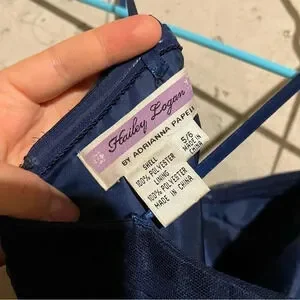 Hailey Logan
BY ADRIANNA PAPELL
5/6
MADE IN
CHINA
SHELL
100% POLYESTER
LINING
100% POLYESTER
MADE IN CHINA